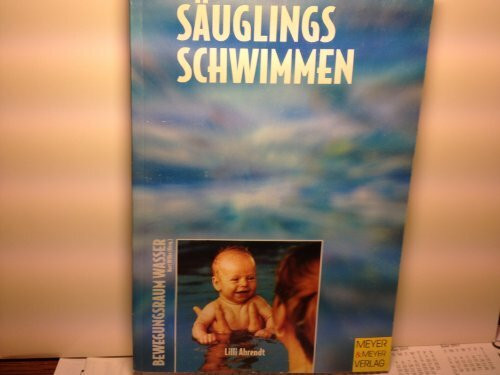 SÄUGLINGS
SCHWIMMEN
BEWEGUNGSRAUM WASSER
Lilli Ahrendt
MEYER
& MEYER
VERLAG